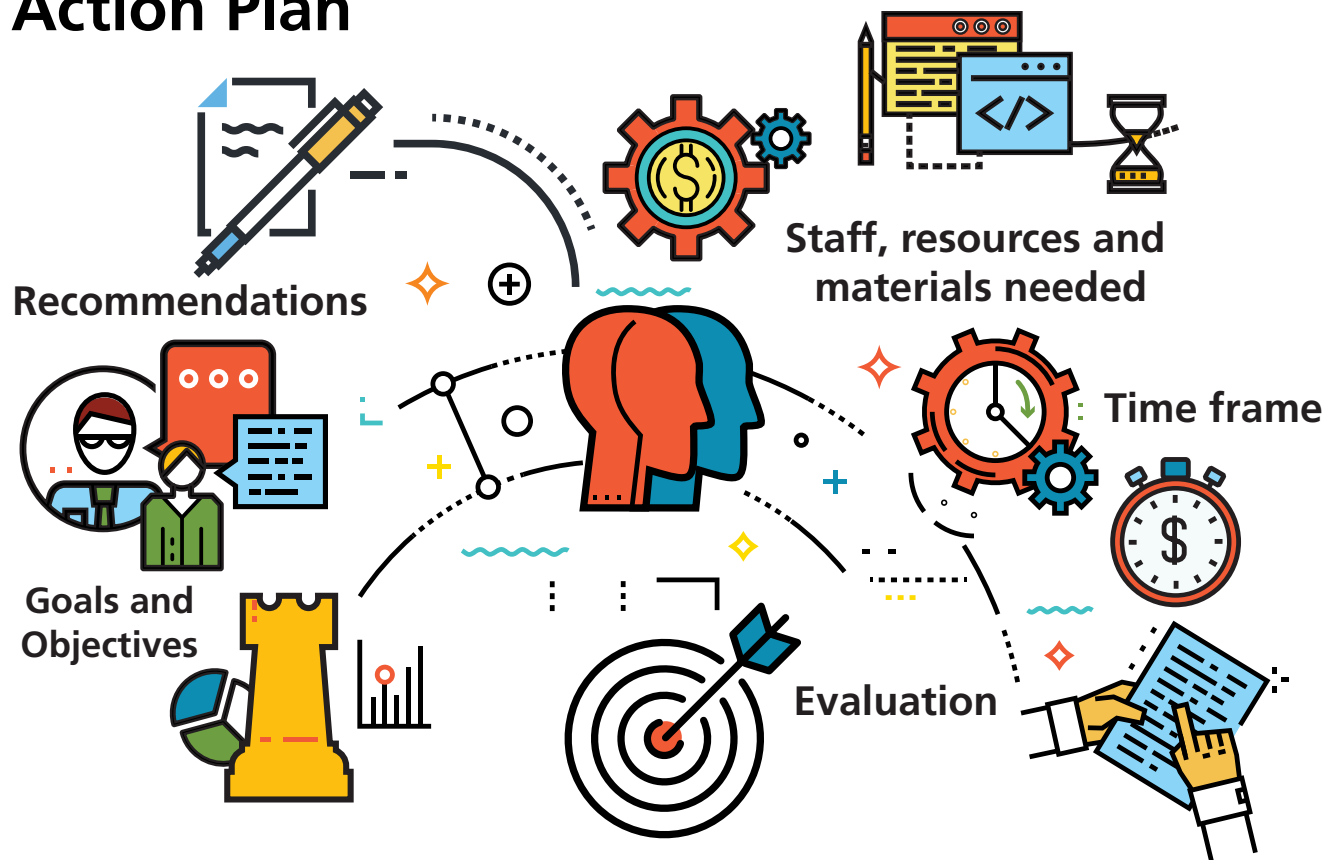 Action Plan
Staff, resources and
materials needed
Recommendations
Time frame
Goals and
Objectives
Evaluation
$
</>
$